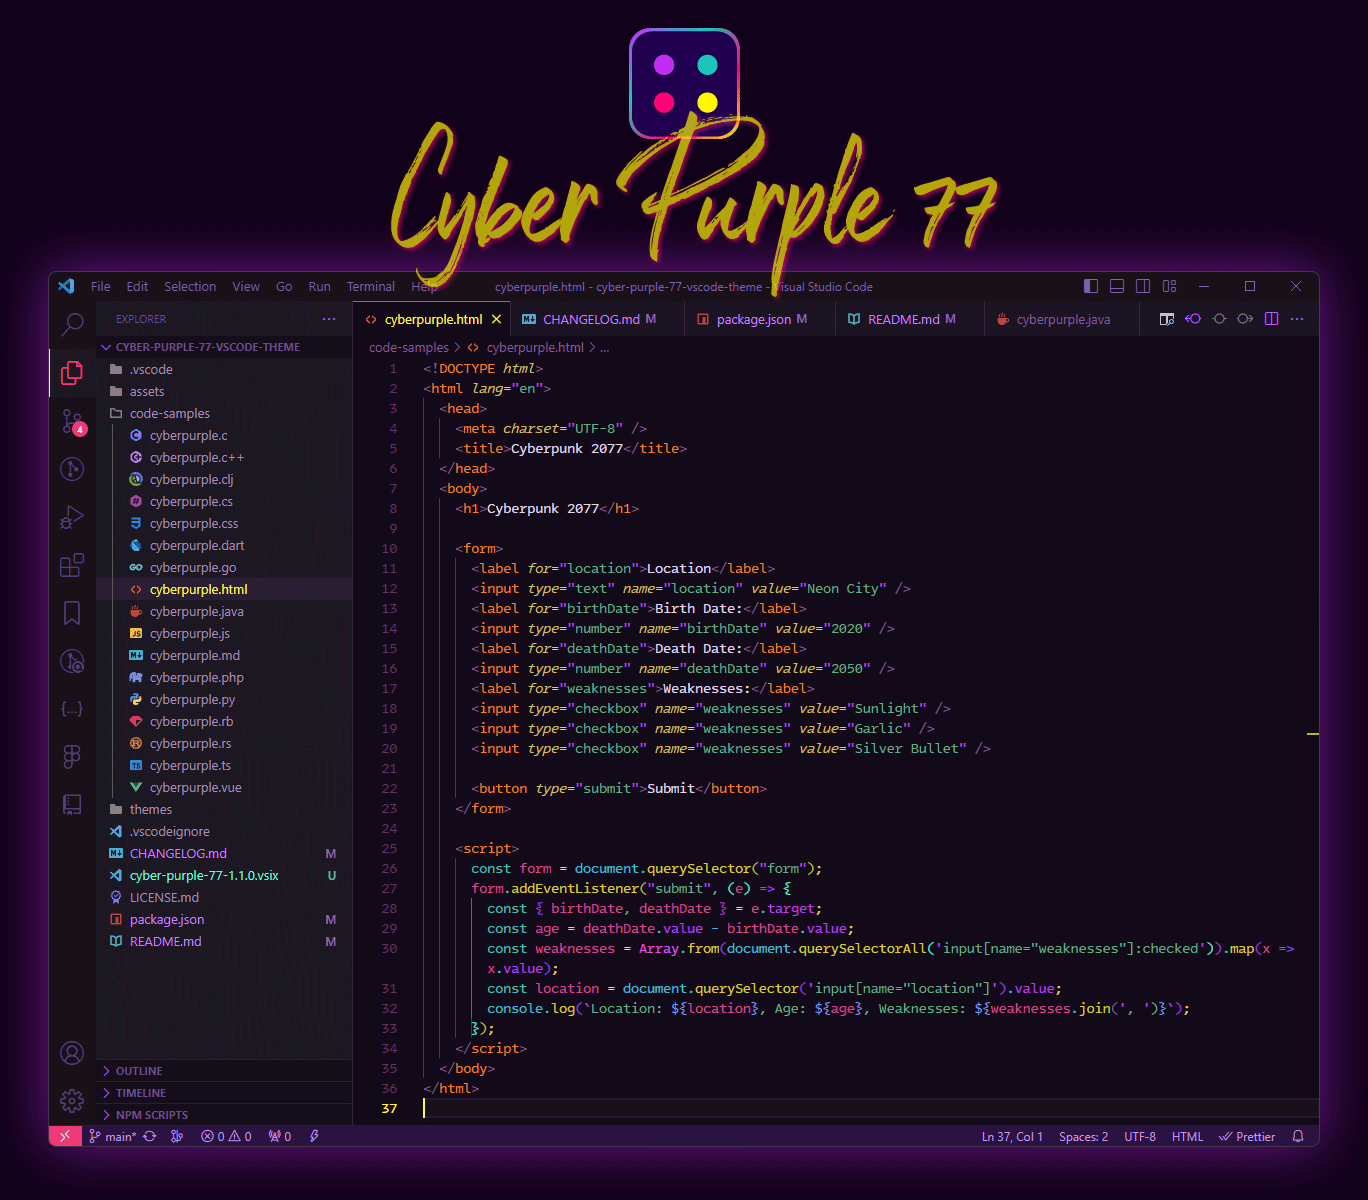 Cyber Purple 77
File Edit Selection View Go Run Terminal Help cyberpurple.html - cyber-purple-77-vscode-theme - Visual Studio Code
EXPLORER ...
CYBER-PURPLE-77-VSCODE-THEME
.vscode
assets
code-samples
cyberpurple.c
cyberpurple.c++
cyberpurple.clj
cyberpurple.cs
cyberpurple.css
cyberpurple.dart
cyberpurple.go
cyberpurple.html
cyberpurple.java
cyberpurple.js
cyberpurple.md
cyberpurple.php
cyberpurple.py
cyberpurple.rb
cyberpurple.rs
cyberpurple.ts
cyberpurple.vue
themes
.vscodeignore
CHANGELOG.md M
cyber-purple-77-1.1.0.vsix U
LICENSE.md
package.json M
README.md M
OUTLINE
TIMELINE
NPM SCRIPTS
4
cyberpurple.html CHANGELOG.md M package.json M README.md M cyberpurple.java
code-samples > cyberpurple.html > ...
1 <!DOCTYPE html>
2 <html lang="en">
3 <head>
4 <meta charset="UTF-8" />
5 <title>Cyberpunk 2077</title>
6 </head>
7 <body>
8 <h1>Cyberpunk 2077</h1>
9
10 <form>
11 <label for="location">Location</label>
12 <input type="text" name="location" value="Neon City" />
13 <label for="birthDate">Birth Date:</label>
14 <input type="number" name="birthDate" value="2020" />
15 <label for="deathDate">Death Date:</label>
16 <input type="number" name="deathDate" value="2050" />
17 <label for="weaknesses">Weaknesses:</label>
18 <input type="checkbox" name="weaknesses" value="Sunlight" />
19 <input type="checkbox" name="weaknesses" value="Garlic" />
20 <input type="checkbox" name="weaknesses" value="Silver Bullet" />
21
22 <button type="submit">Submit</button>
23 </form>
24
25 <script>
26 const form = document.querySelector("form");
27 form.addEventListener("submit", (e) => {
28 const { birthDate, deathDate } = e.target;
29 const age = deathDate.value - birthDate.value;
30 const weaknesses = Array.from(document.querySelectorAll('input[name="weaknesses"]:checked')).map(x =>
x.value);
31 const location = document.querySelector('input[name="location"]').value;
32 console.log(`Location: ${location}, Age: ${age}, Weaknesses: ${weaknesses.join(', ')}`);
33 });
34 </script>
35 </body>
36 </html>
37
main* 0 0 0 Ln 37, Col 1 Spaces: 2 UTF-8 HTML Prettier